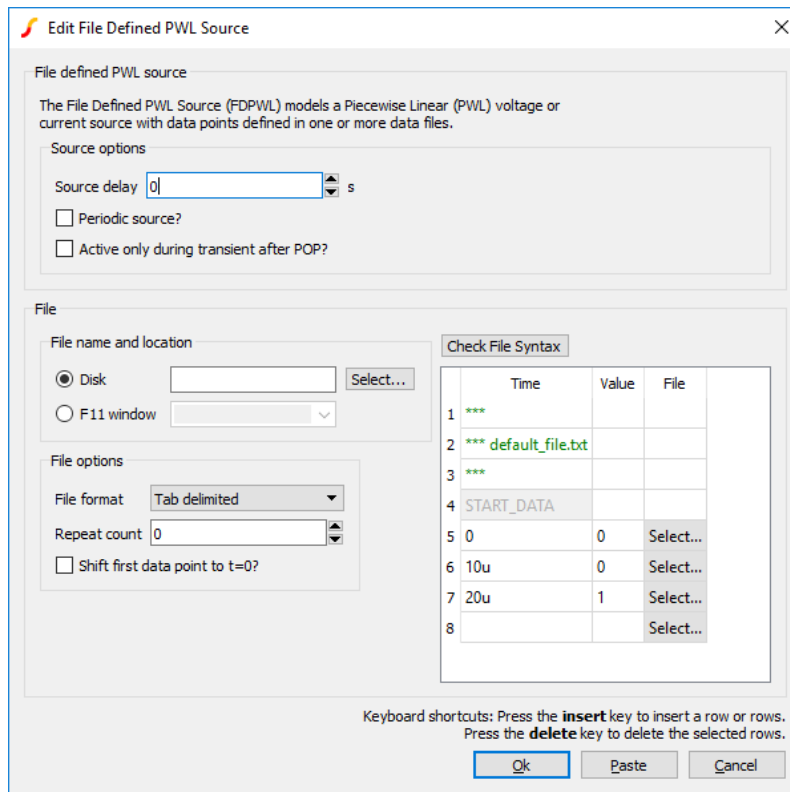 Edit File Defined PWL Source
File defined PWL source
The File Defined PWL Source (FDPWL) models a Piecewise Linear (PWL) voltage or
current source with data points defined in one or more data files.
Source options
Source delay 0 s
Periodic source?
Active only during transient after POP?
File
File name and location
Disk Select...
F11 window
File options
File format Tab delimited
Repeat count 0
Shift first data point to t=0?
Check File Syntax
Time Value File
1 ***
2 *** default_file.txt
3 ***
4 START_DATA
5 0 0 Select...
6 10u 0 Select...
7 20u 1 Select...
8 Select...
Keyboard shortcuts: Press the insert key to insert a row or rows.
Press the delete key to delete the selected rows.
Ok Paste Cancel